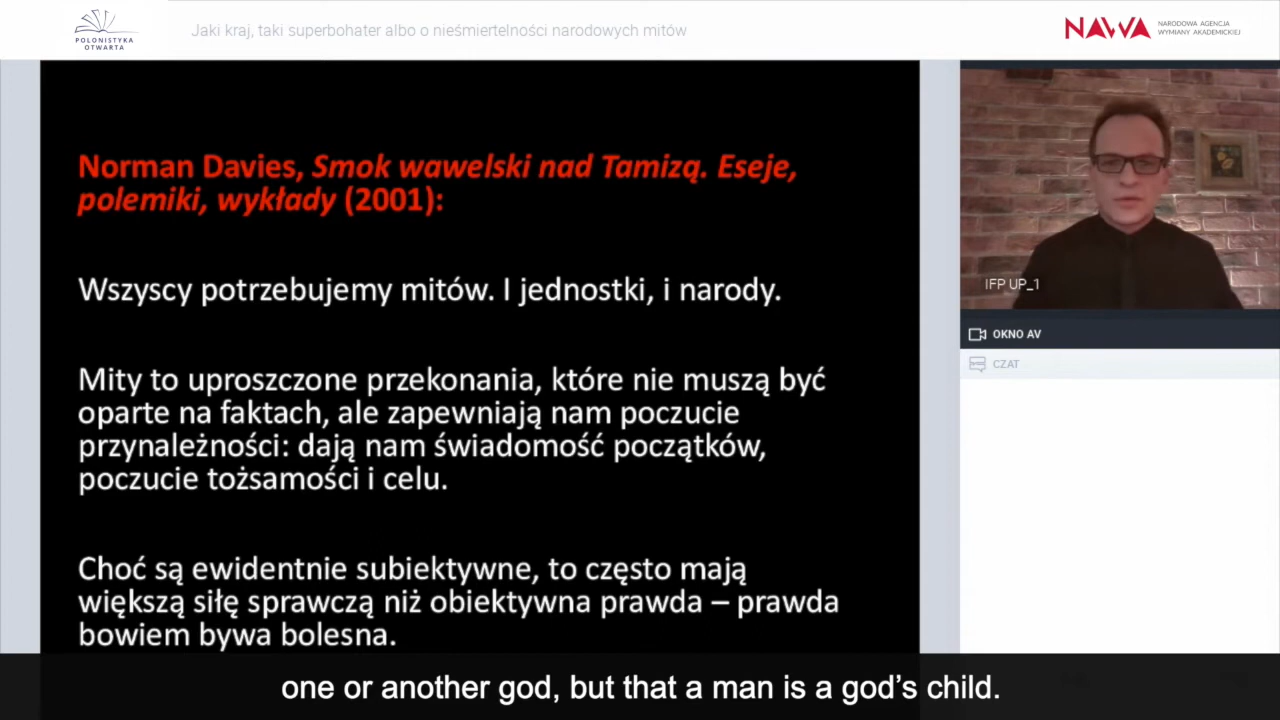 POLONISTYKA
OTWARTA
Jaki kraj, taki superbohater albo o nieśmiertelności narodowych mitów
NAWA
NARODOWA AGENCJA
WYMIANY AKADEMICKIEJ
Norman Davies, Smok wawelski nad Tamizą. Eseje,
polemiki, wykłady (2001):
Wszyscy potrzebujemy mitów. I jednostki, i narody.
Mity to uproszczone przekonania, które nie muszą być
oparte na faktach, ale zapewniają nam poczucie
przynależności: dają nam świadomość początków,
poczucie tożsamości i celu.
Choć są ewidentnie subiektywne, to często mają
większą siłę sprawczą niż obiektywna prawda – prawda
bowiem bywa bolesna.
IFP UP_1
OKNO AV
CZAT
one or another god, but that a man is a god’s child.